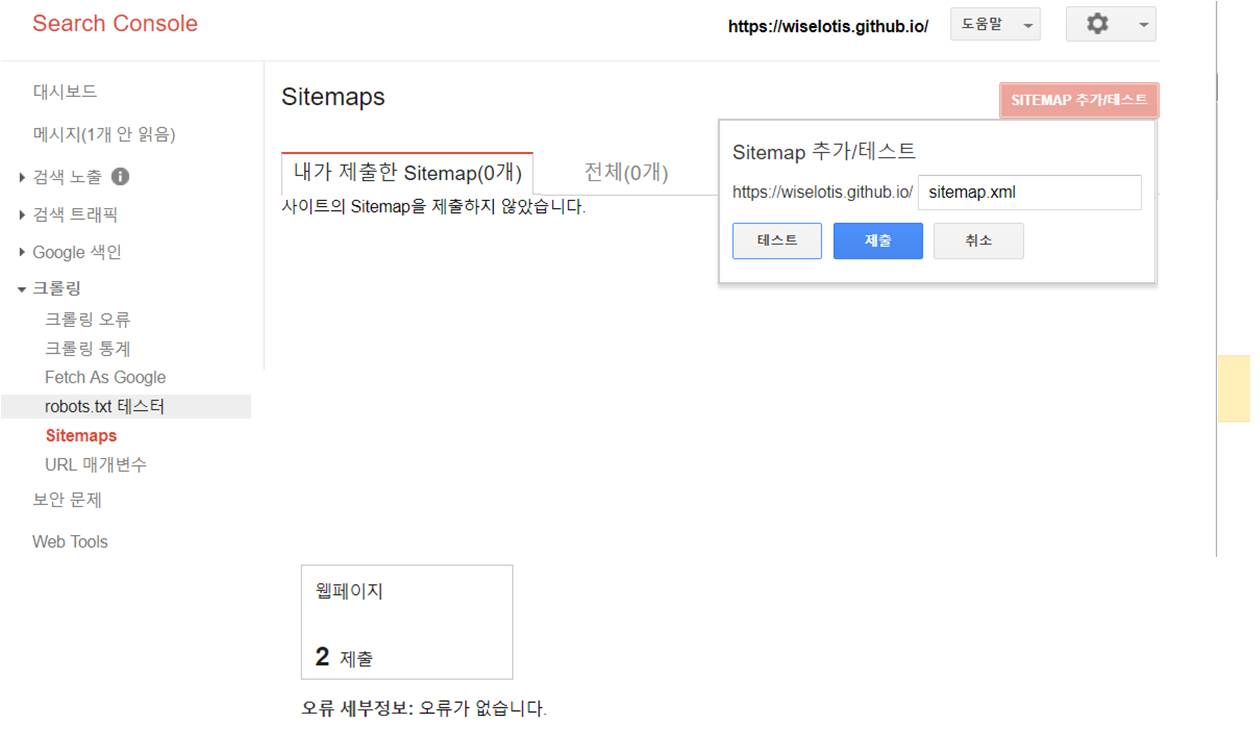 Search Console
https://wiselotis.github.io/
도움말
대시보드
메시지(1개 안 읽음)
검색 노출
검색 트래픽
Google 색인
크롤링
크롤링 오류
크롤링 통계
Fetch As Google
robots.txt 테스터
Sitemaps
URL 매개변수
보안 문제
Web Tools
Sitemaps
SITEMAP 추가/테스트
내가 제출한 Sitemap(0개)
전체(0개)
사이트의 Sitemap을 제출하지 않았습니다.
Sitemap 추가/테스트
https://wiselotis.github.io/ sitemap.xml
테스트 제출 취소
웹페이지
2 제출
오류 세부정보: 오류가 없습니다.